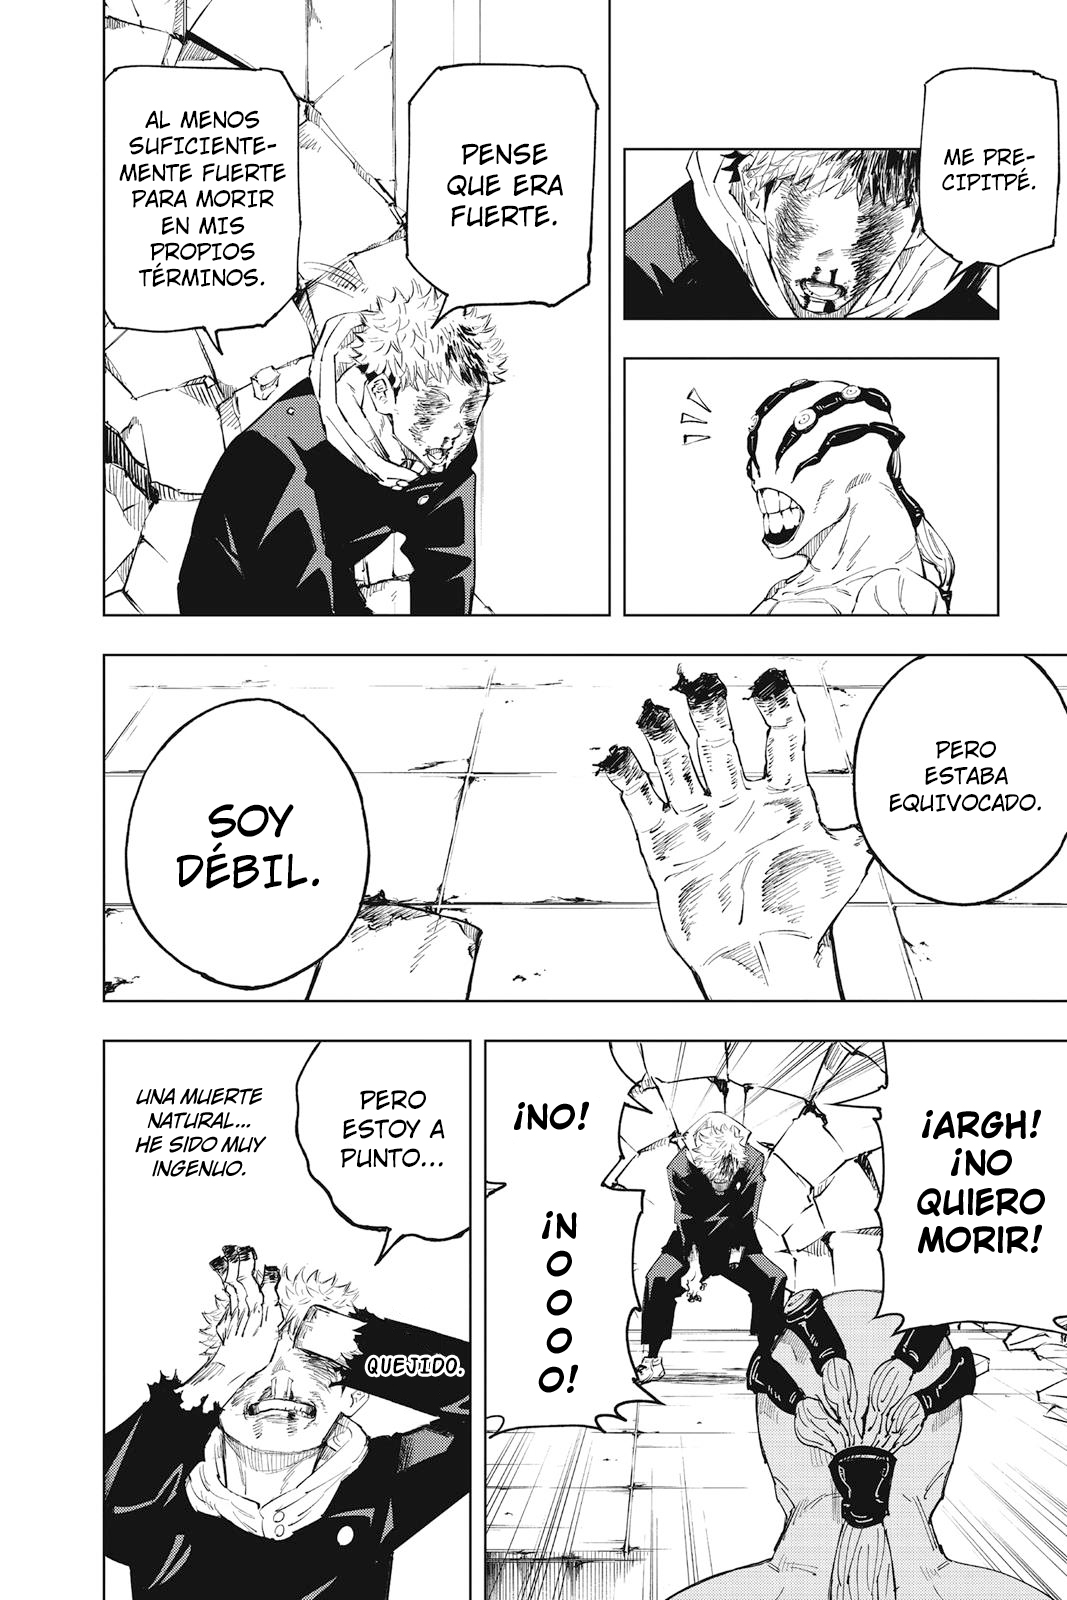 ME PRE-
CIPITPÉ.
PENSE
QUE ERA
FUERTE.
AL MENOS
SUFICIENTE-
MENTE FUERTE
PARA MORIR
EN MIS
PROPIOS
TÉRMINOS.
PERO
ESTABA
EQUIVOCADO.
SOY
DÉBIL.
¡ARGH!
¡NO
QUIERO
MORIR!
¡NO!
¡N
O
O
O
O!
PERO
ESTOY A
PUNTO...
UNA MUERTE
NATURAL...
HE SIDO MUY
INGENUO.
QUEJIDO.